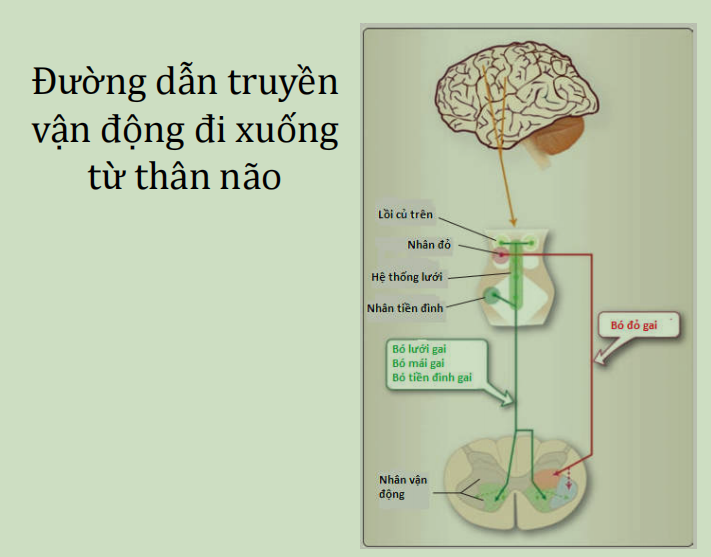 Đường dẫn truyền
vận động đi xuống
từ thân não
Lồi củ trên
Nhân đỏ
Hệ thống lưới
Nhân tiền đình
Bó đỏ gai
Bó lưới gai
Bó mái gai
Bó tiền đình gai
Nhân vận
động